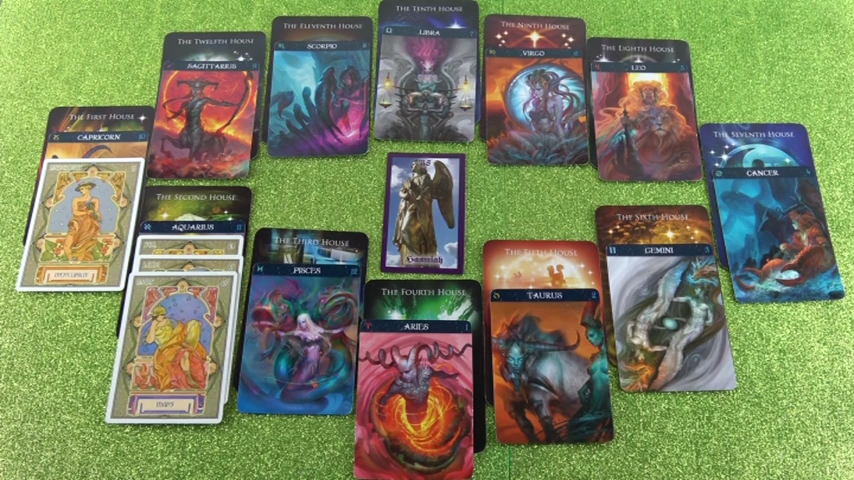 THE TENTH HOUSE
LIBRA
THE ELEVENTH HOUSE
SCORPIO
THE NINTH HOUSE
VIRGO
THE TWELFTH HOUSE
SAGITTARIUS
THE EIGHTH HOUSE
LEO
THE FIRST HOUSE
CAPRICORN
MERCURY
THE SEVENTH HOUSE
CANCER
THE SECOND HOUSE
AQUARIUS
MARS
THE THIRD HOUSE
PISCES
THE FOURTH HOUSE
ARIES
THE FIFTH HOUSE
TAURUS
THE SIXTH HOUSE
GEMINI